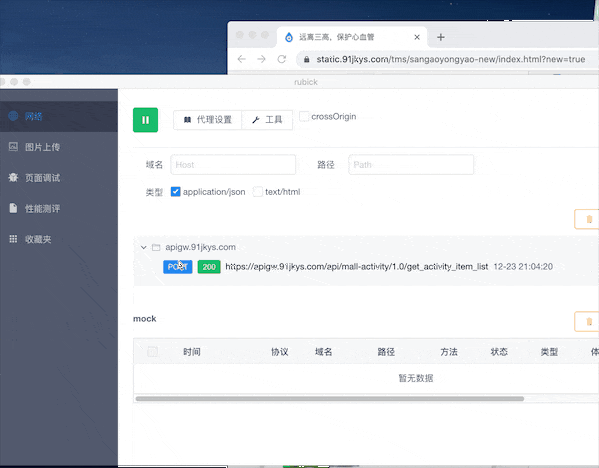 远离三高、保护心血管
static.91jkys.com/tms/sangaoyongyao-new/index.html?new=true
rubick
网络
图片上传
页面调试
性能测评
收藏夹
代理设置 工具 crossOrigin
域名 Host 路径 Path
类型 application/json text/html
apigw.91jkys.com
POST 200 https://apigw.91jkys.com/api/mall-activity/1.0/get_activity_item_list 12-23 21:04:20
mock
时间 协议 域名 路径 方法 状态 类型 体
暂无数据